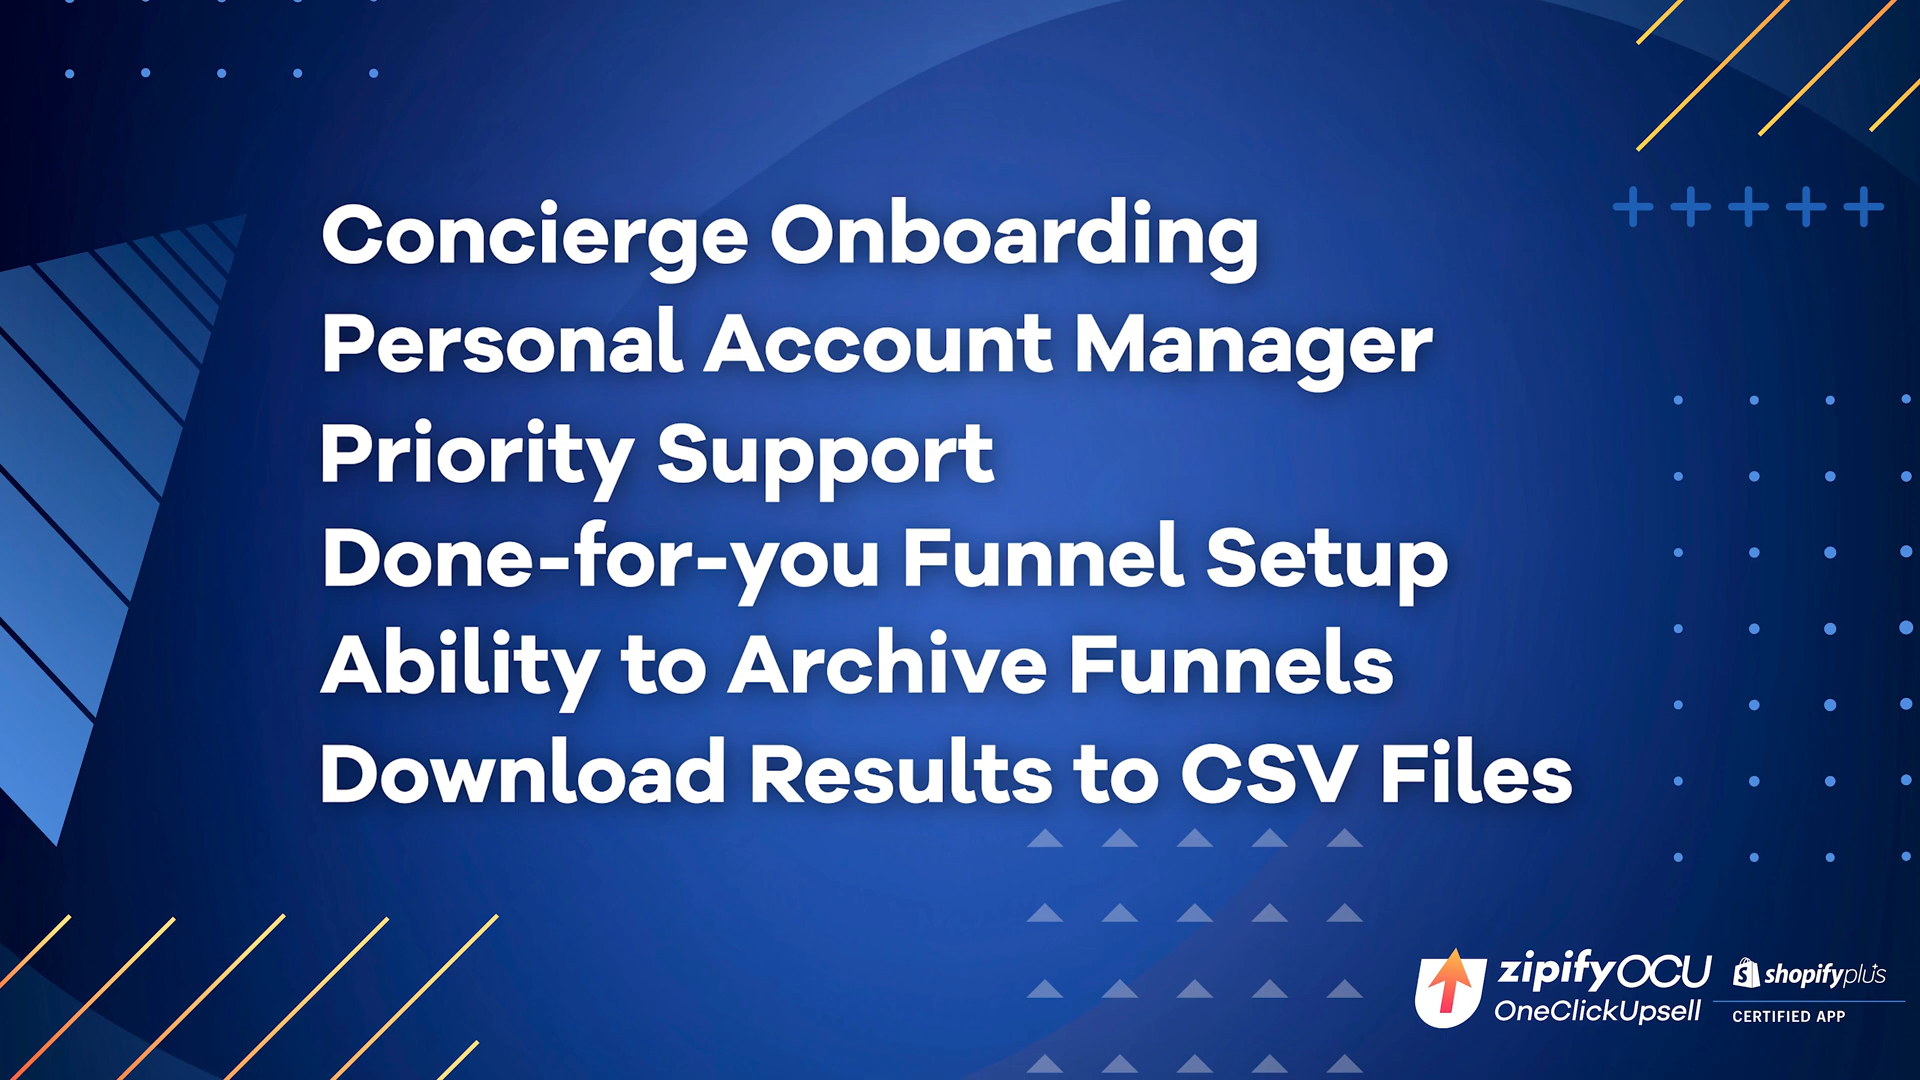 Concierge Onboarding
Personal Account Manager
Priority Support
Done-for-you Funnel Setup
Ability to Archive Funnels
Download Results to CSV Files
zipifyOCU
OneClickUpsell
shopifyplus
CERTIFIED APP